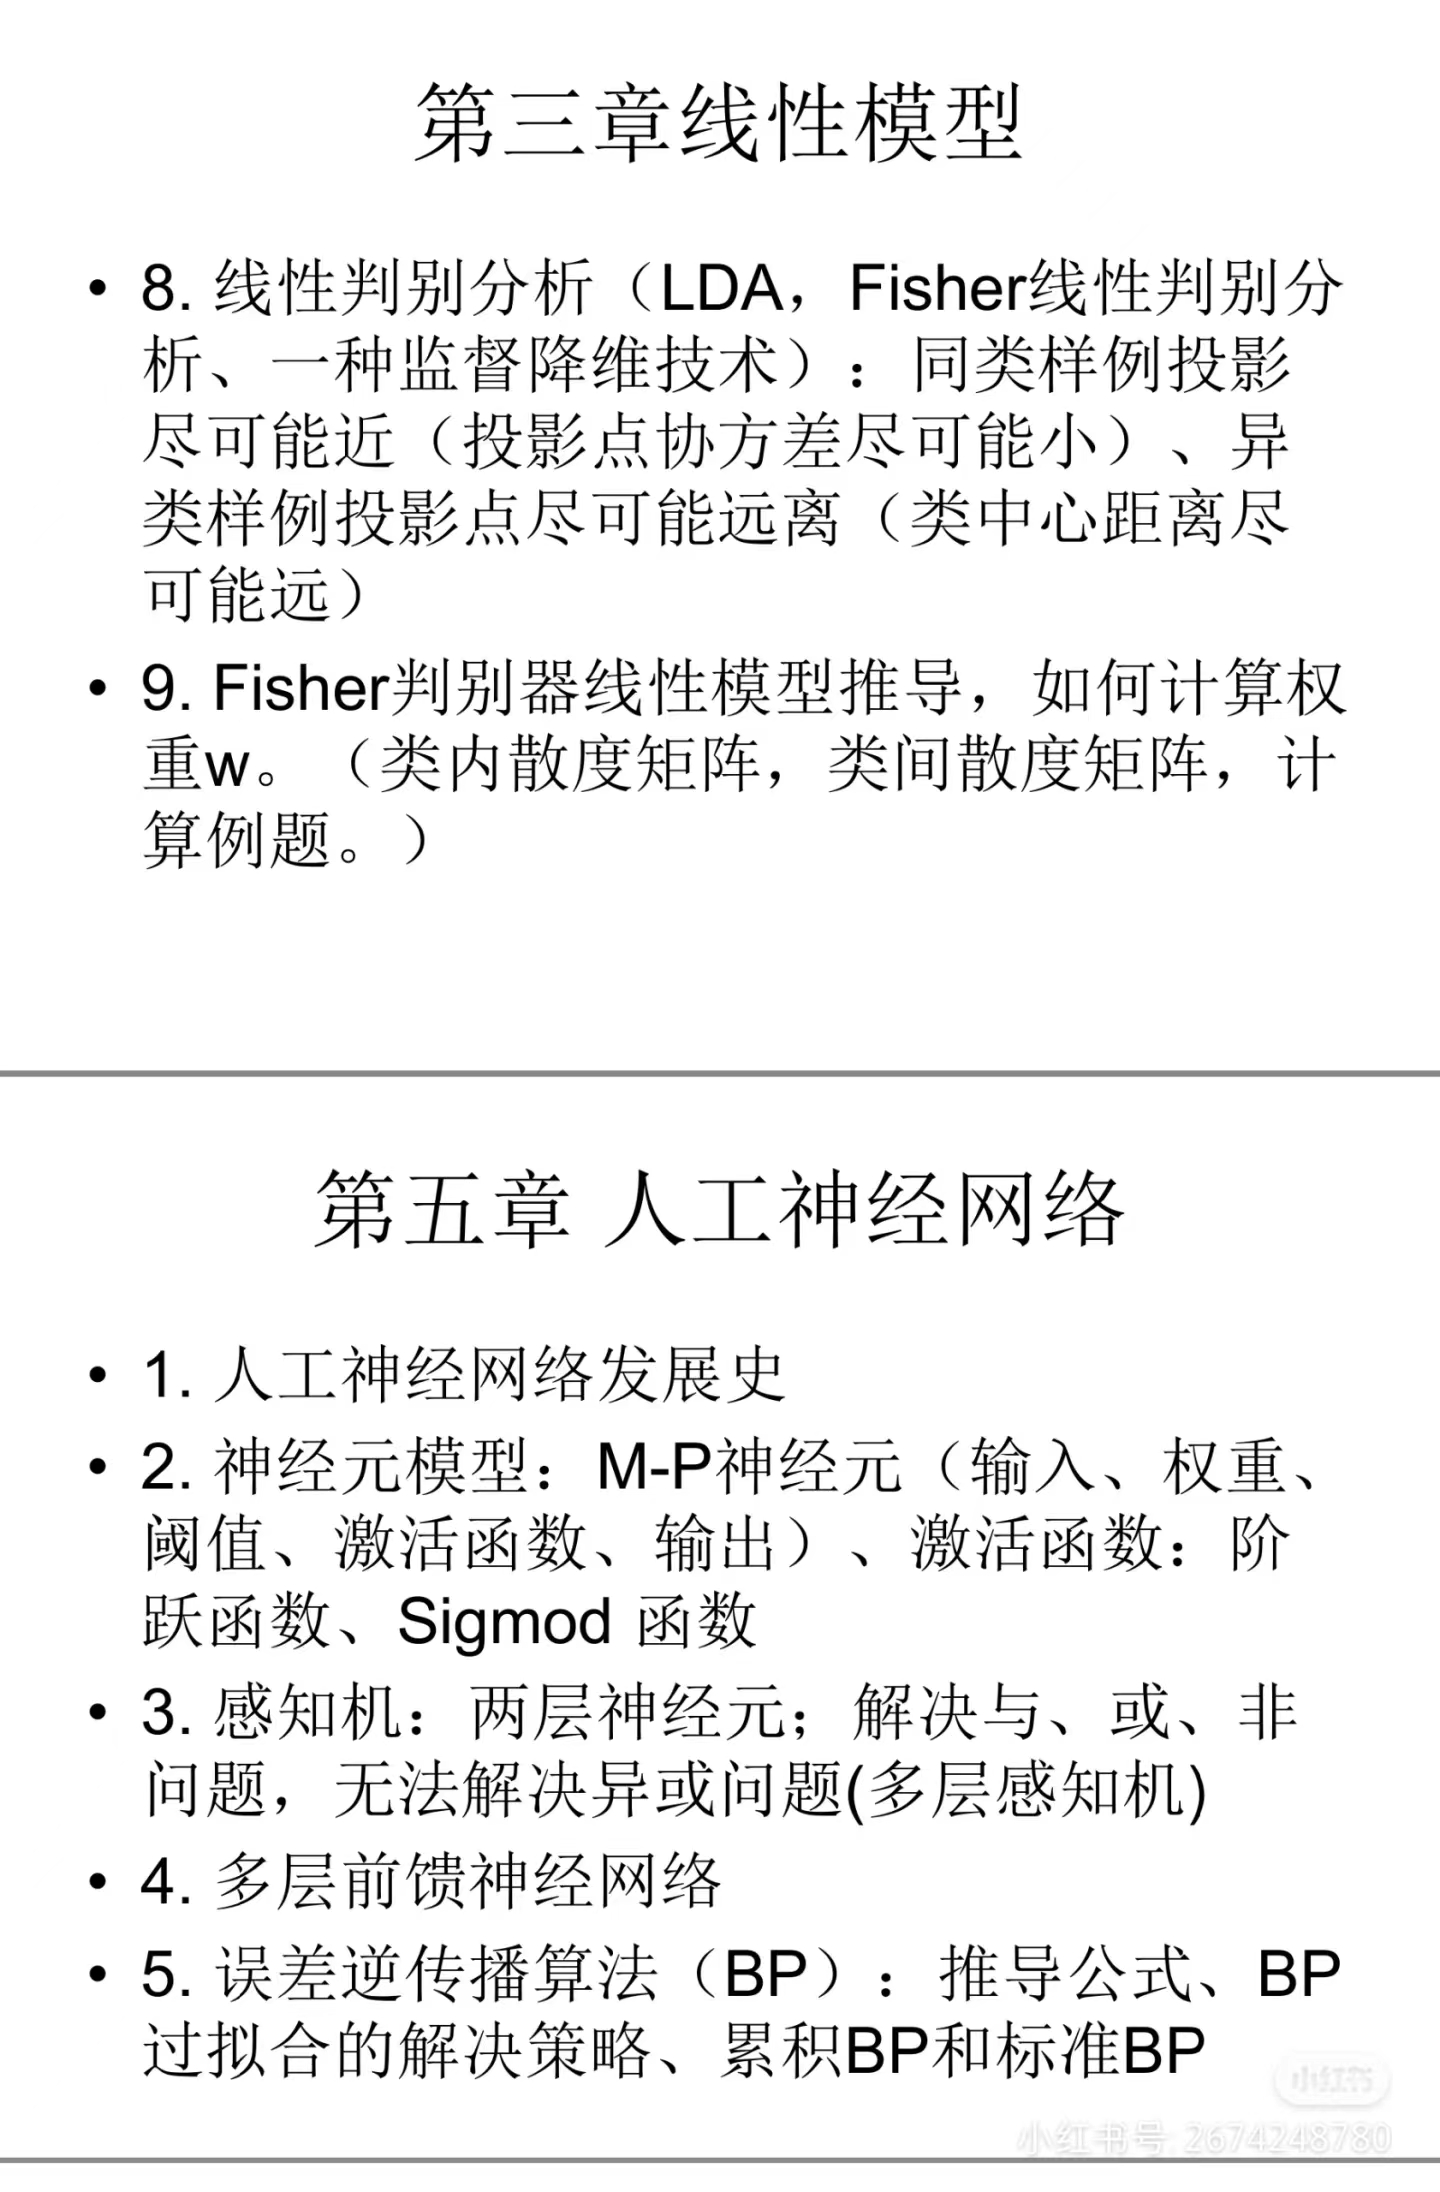 第三章线性模型
• 8. 线性判别分析（LDA，Fisher线性判别分
析、一种监督降维技术）：同类样例投影
尽可能近（投影点协方差尽可能小）、异
类样例投影点尽可能远离（类中心距离尽
可能远）
• 9. Fisher判别器线性模型推导，如何计算权
重w。（类内散度矩阵，类间散度矩阵，计
算例题。）
第五章 人工神经网络
• 1. 人工神经网络发展史
• 2. 神经元模型：M-P神经元（输入、权重、
阈值、激活函数、输出）、激活函数：阶
跃函数、Sigmod 函数
• 3. 感知机：两层神经元；解决与、或、非
问题，无法解决异或问题(多层感知机)
• 4. 多层前馈神经网络
• 5. 误差逆传播算法（BP）：推导公式、BP
过拟合的解决策略、累积BP和标准BP
小红书
小红书号: 2674248780